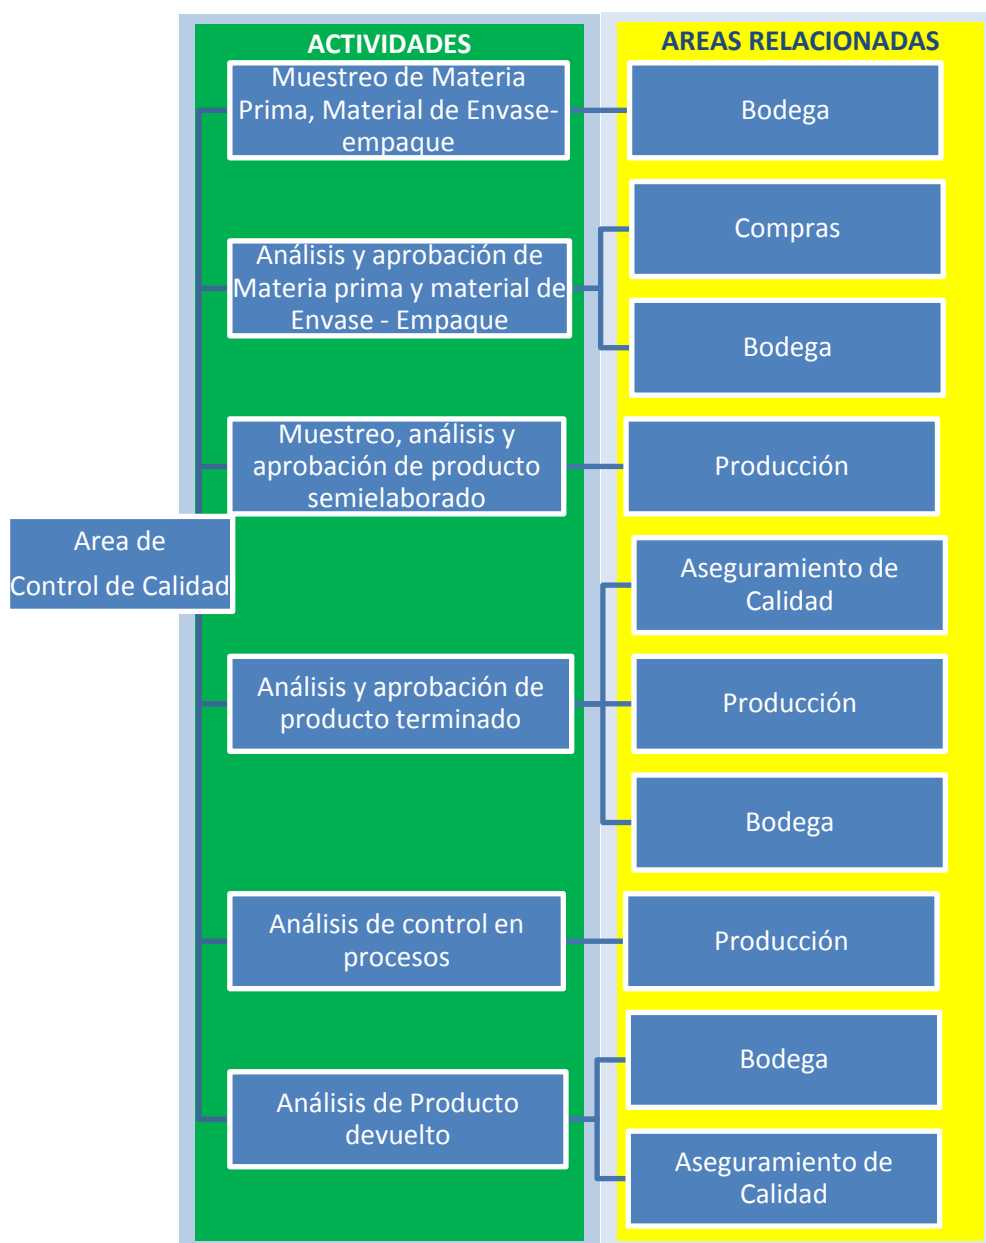 ACTIVIDADES
AREAS RELACIONADAS
Muestreo de Materia
Prima, Material de Envase-
empaque
Bodega
Análisis y aprobación de
Materia prima y material de
Envase - Empaque
Compras
Bodega
Muestreo, análisis y
aprobación de producto
semielaborado
Producción
Area de
Control de Calidad
Análisis y aprobación de
producto terminado
Aseguramiento de
Calidad
Producción
Bodega
Análisis de control en
procesos
Producción
Análisis de Producto
devuelto
Bodega
Aseguramiento de
Calidad